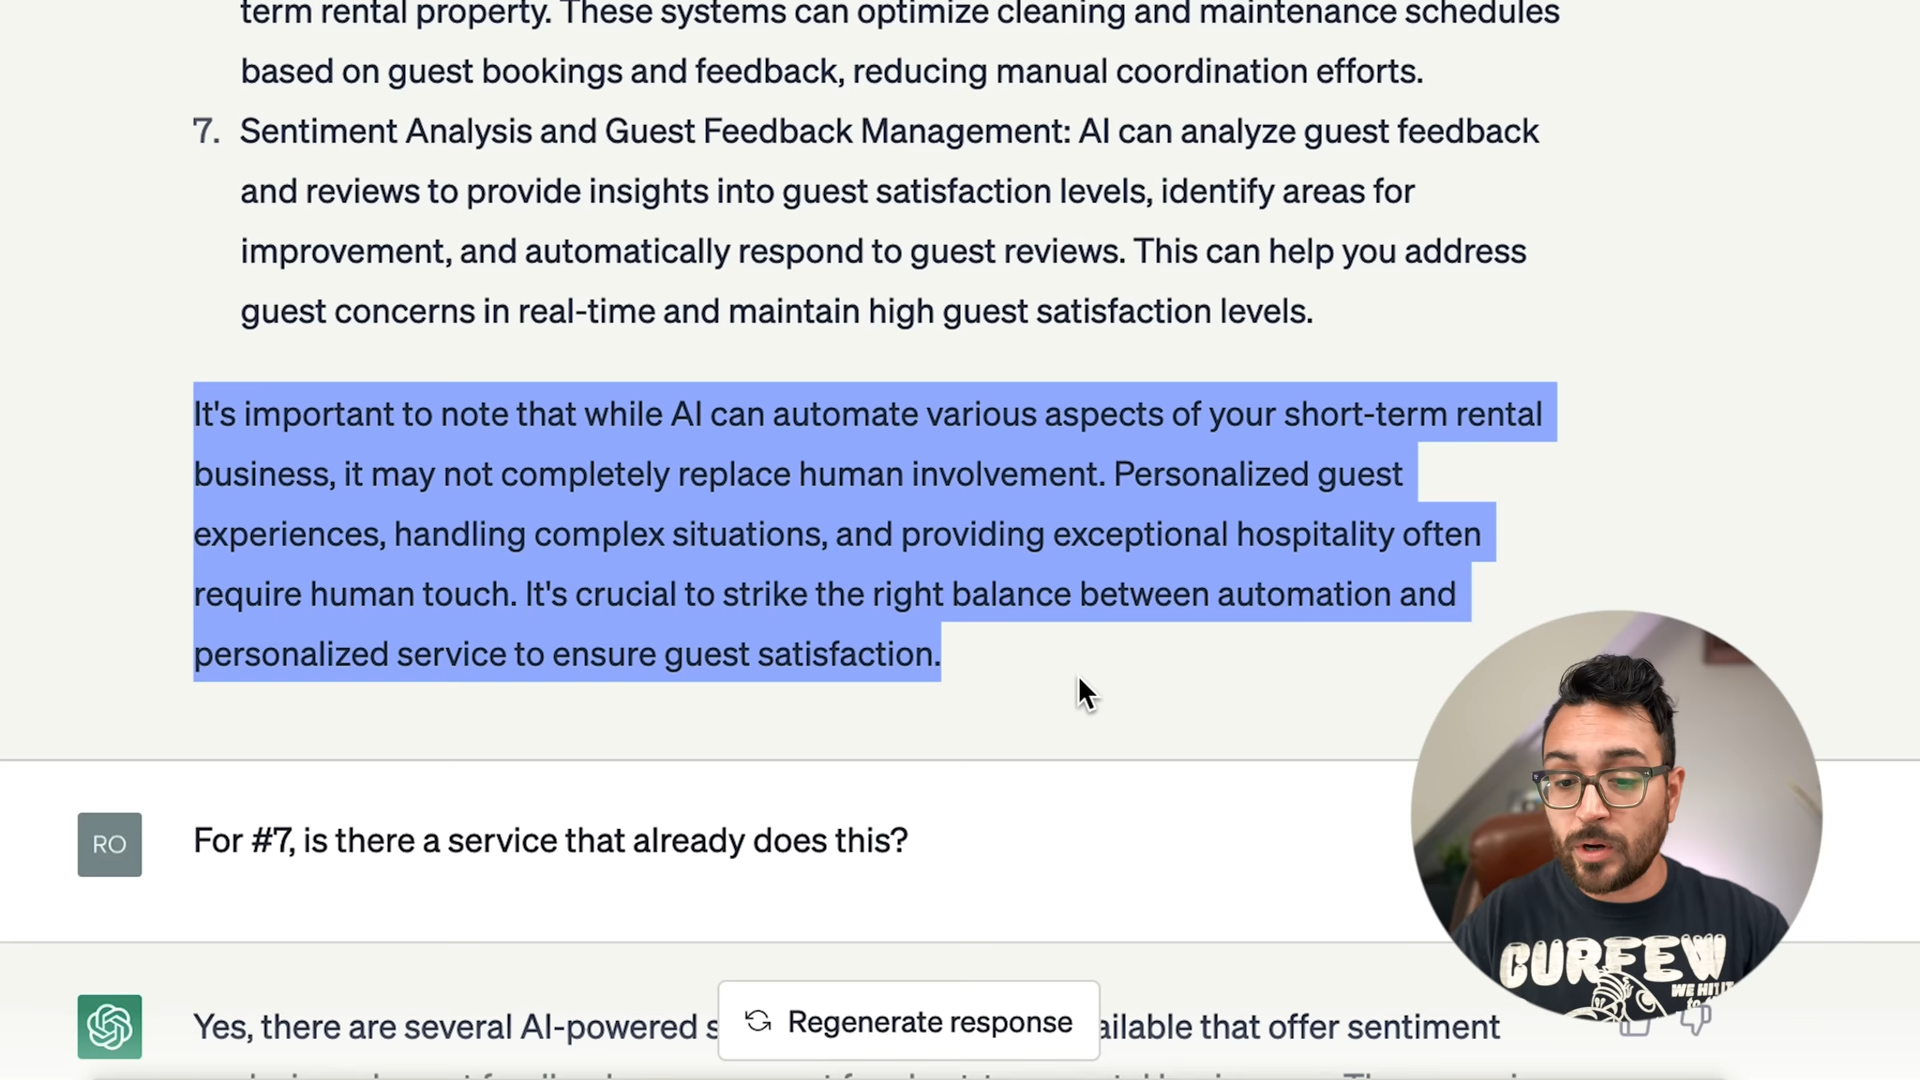 term rental property. These systems can optimize cleaning and maintenance schedules
based on guest bookings and feedback, reducing manual coordination efforts.
7. Sentiment Analysis and Guest Feedback Management: AI can analyze guest feedback
and reviews to provide insights into guest satisfaction levels, identify areas for
improvement, and automatically respond to guest reviews. This can help you address
guest concerns in real-time and maintain high guest satisfaction levels.
It's important to note that while AI can automate various aspects of your short-term rental
business, it may not completely replace human involvement. Personalized guest
experiences, handling complex situations, and providing exceptional hospitality often
require human touch. It's crucial to strike the right balance between automation and
personalized service to ensure guest satisfaction.
RO
For #7, is there a service that already does this?
Yes, there are several AI-powered
Regenerate response
that offer sentiment
CURFEW
WE HIT IT